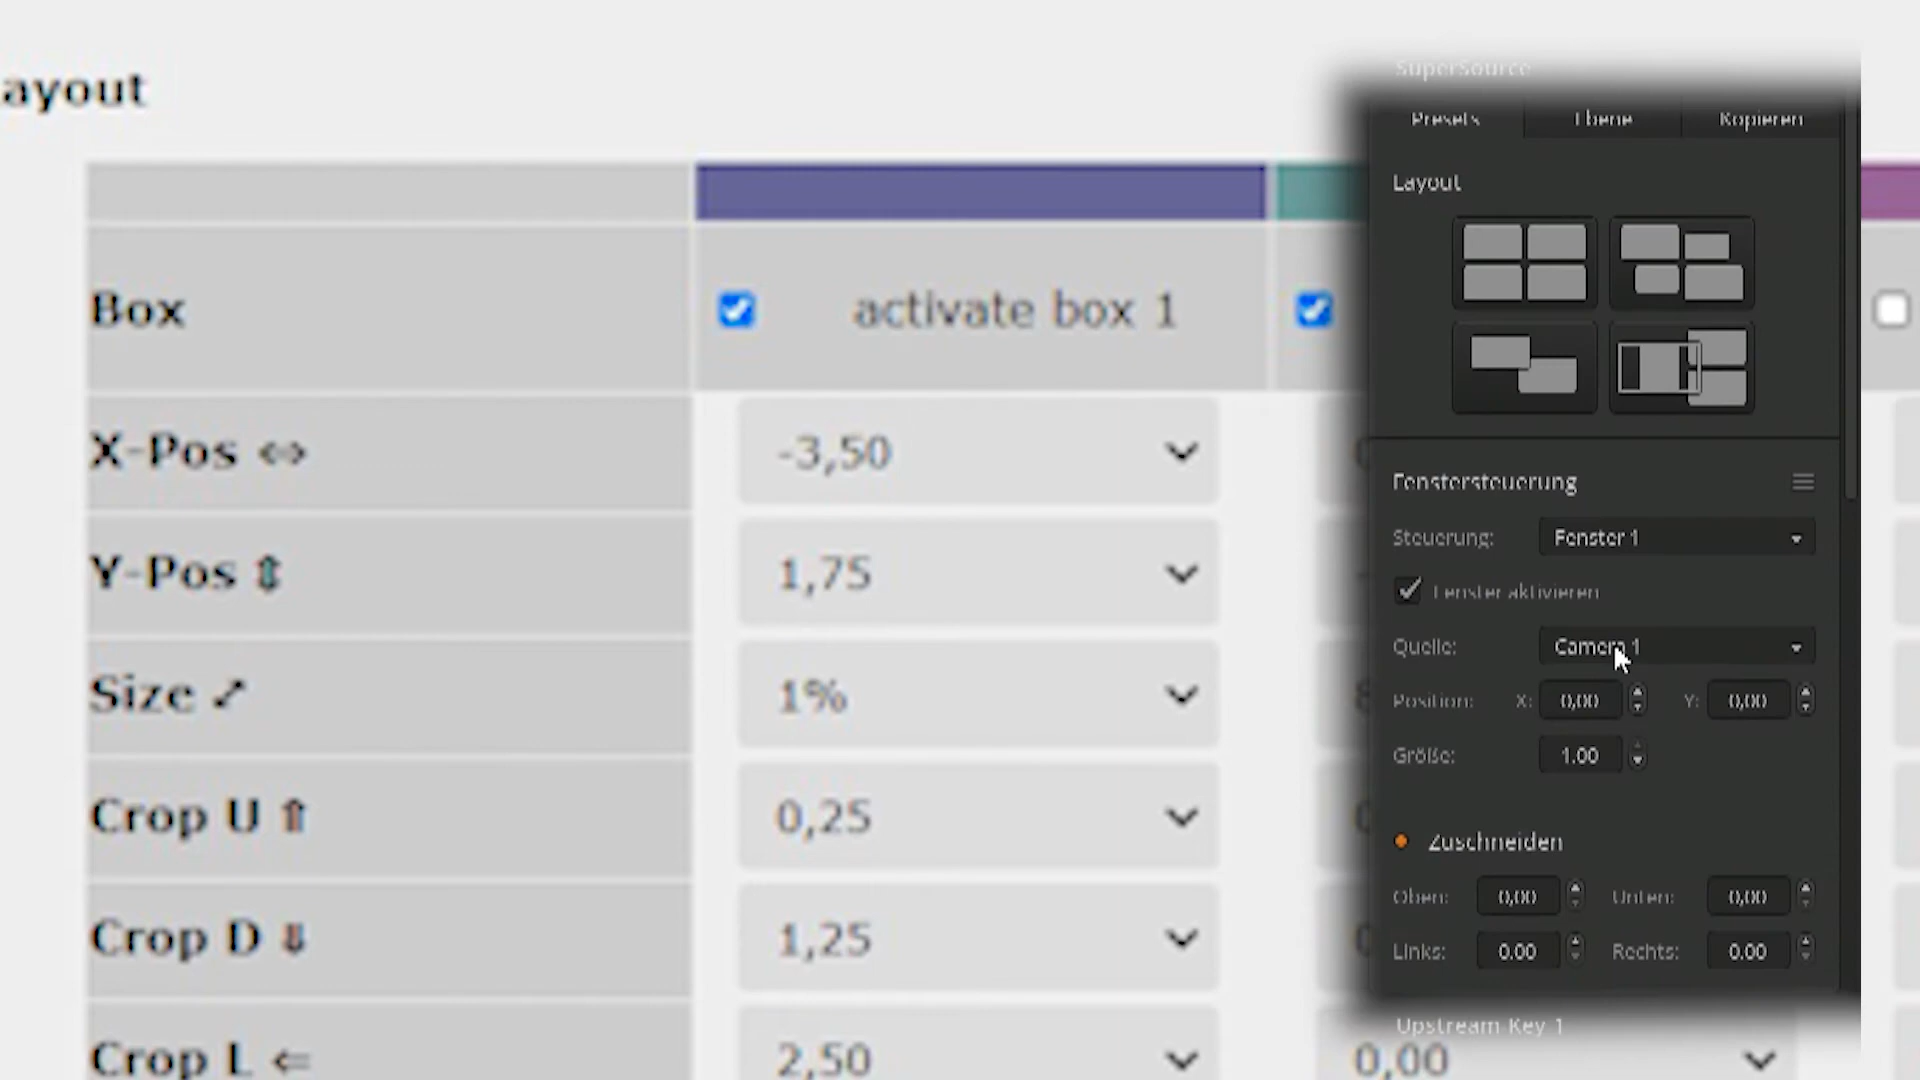 ayout
Box
activate box 1
X-Pos ⇔
-3,50
Y-Pos ⇕
1,75
Size ⤢
1%
Crop U ⇑
0,25
Crop D ⇓
1,25
Crop L ⇐
2,50
0,00
SuperSource
Presets Ebene Kopieren
Layout
Fenstersteuerung
Steuerung: Fenster 1
Fenster aktivieren
Quelle: Camera 1
Position: X: 0,00 Y: 0,00
Größe: 1.00
Zuschneiden
Oben: 0,00 Unten: 0,00
Links: 0.00 Rechts: 0.00
Upstream Key 1